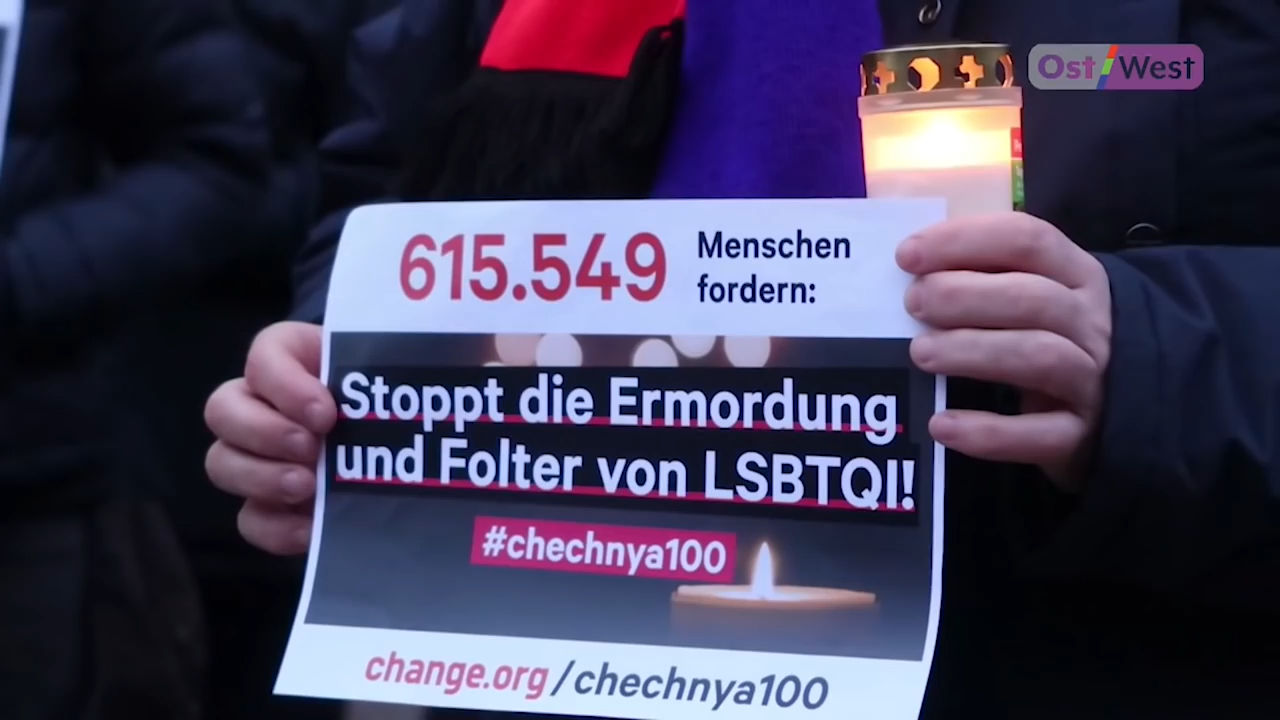 Ost/West
615.549 Menschen
fordern:
Stoppt die Ermordung
und Folter von LSBTQI!
#chechnya100
change.org/chechnya100